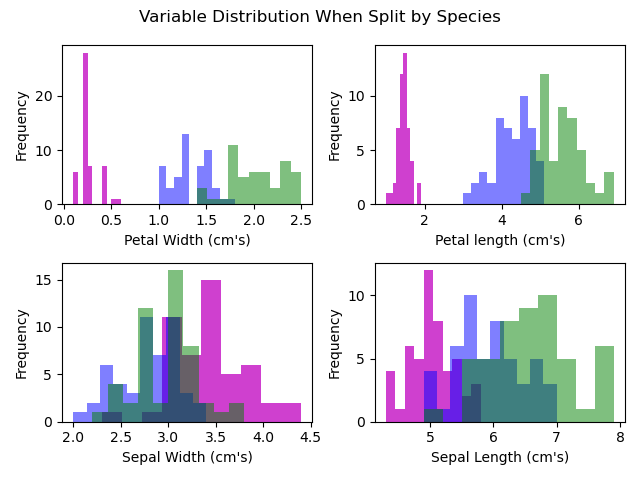 Variable Distribution When Split by Species
Frequency
20
10
0
0.0 0.5 1.0 1.5 2.0 2.5
Petal Width (cm's)
Frequency
10
5
0
2 4 6
Petal length (cm's)
Frequency
15
10
5
0
2.0 2.5 3.0 3.5 4.0 4.5
Sepal Width (cm's)
Frequency
10
5
0
5 6 7 8
Sepal Length (cm's)